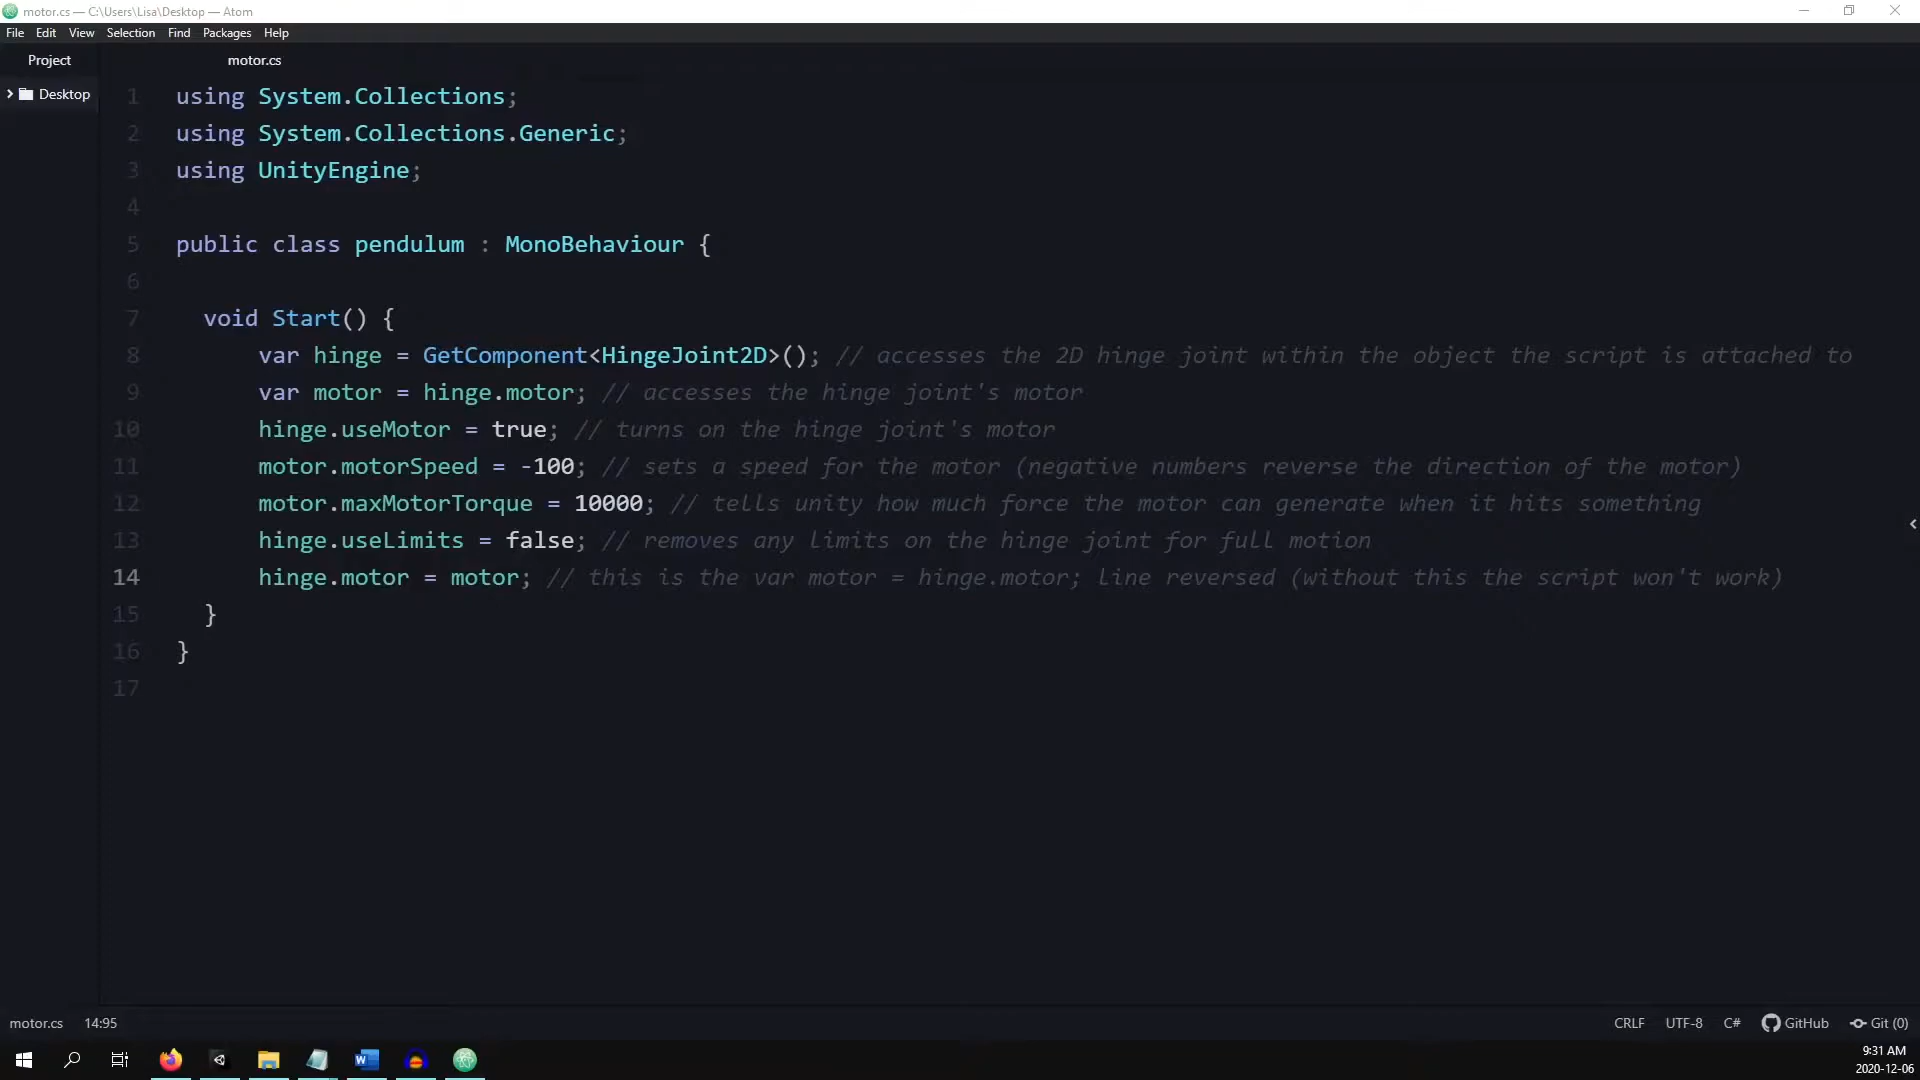 motor.cs — C:\Users\Lisa\Desktop — Atom
File Edit View Selection Find Packages Help
Project motor.cs
Desktop
1 using System.Collections;
2 using System.Collections.Generic;
3 using UnityEngine;
4
5 public class pendulum : MonoBehaviour {
6
7 void Start() {
8 var hinge = GetComponent<HingeJoint2D>(); // accesses the 2D hinge joint within the object the script is attached to
9 var motor = hinge.motor; // accesses the hinge joint's motor
10 hinge.useMotor = true; // turns on the hinge joint's motor
11 motor.motorSpeed = -100; // sets a speed for the motor (negative numbers reverse the direction of the motor)
12 motor.maxMotorTorque = 10000; // tells unity how much force the motor can generate when it hits something
13 hinge.useLimits = false; // removes any limits on the hinge joint for full motion
14 hinge.motor = motor; // this is the var motor = hinge.motor; line reversed (without this the script won't work)
15 }
16 }
17
motor.cs 14:95 CRLF UTF-8 C# GitHub Git (0)
9:31 AM
2020-12-06